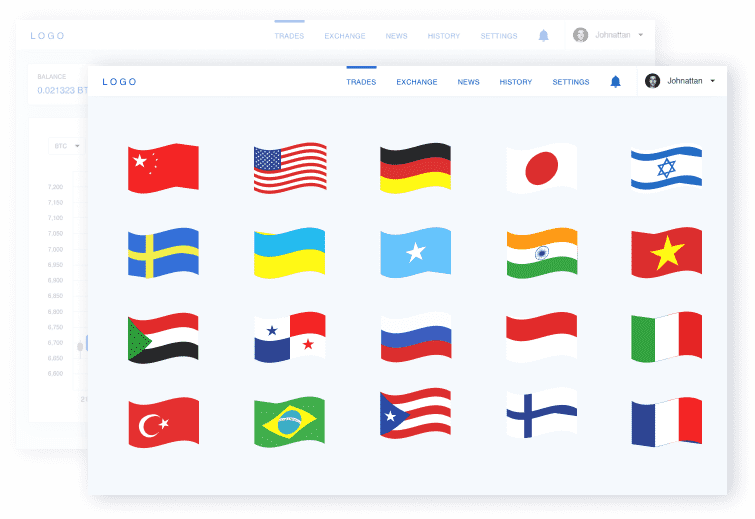 LOGO
TRADES EXCHANGE NEWS HISTORY SETTINGS Johnattan
BALANCE
0.021323 BT
BTC
7,200
7,150
7,100
7,050
7,000
6,950
6,900
6,850
6,800
6,750
6,700
6,650
6,600
LOGO
TRADES EXCHANGE NEWS HISTORY SETTINGS Johnattan